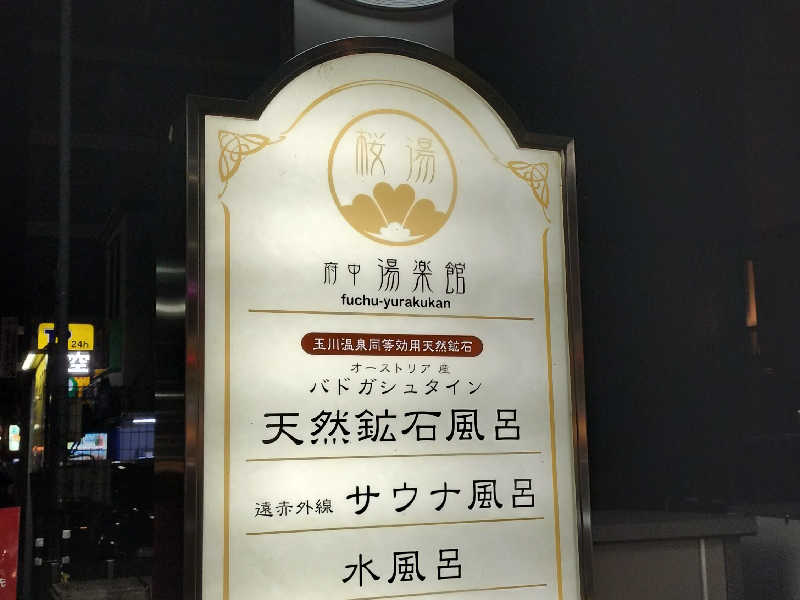 桜湯
府中 湯楽館
fuchu-yurakukan
玉川温泉同等効用天然鉱石
オーストリア 産
バドガシュタイン
天然鉱石風呂
遠赤外線 サウナ風呂
水風呂
24h
空